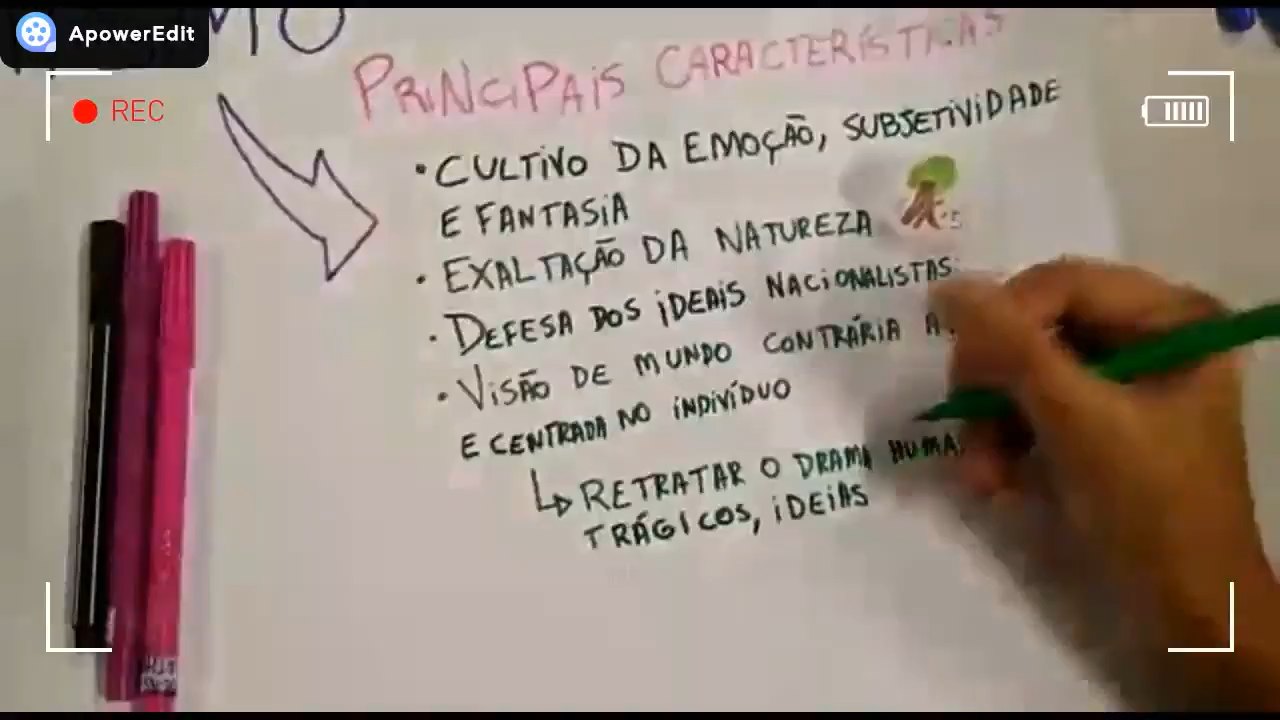 ApowerEdit
REC
PRINCIPAIS CARACTERÍSTICAS
• CULTIVO DA EMOÇÃO, SUBJETIVIDADE
E FANTASIA
• EXALTAÇÃO DA NATUREZA
• DEFESA DOS IDEAIS NACIONALISTAS
• VISÃO DE MUNDO CONTRÁRIA
E CENTRADA NO INDIVÍDUO
RETRATAR O DRAMA
TRÁGICOS, IDEIAS